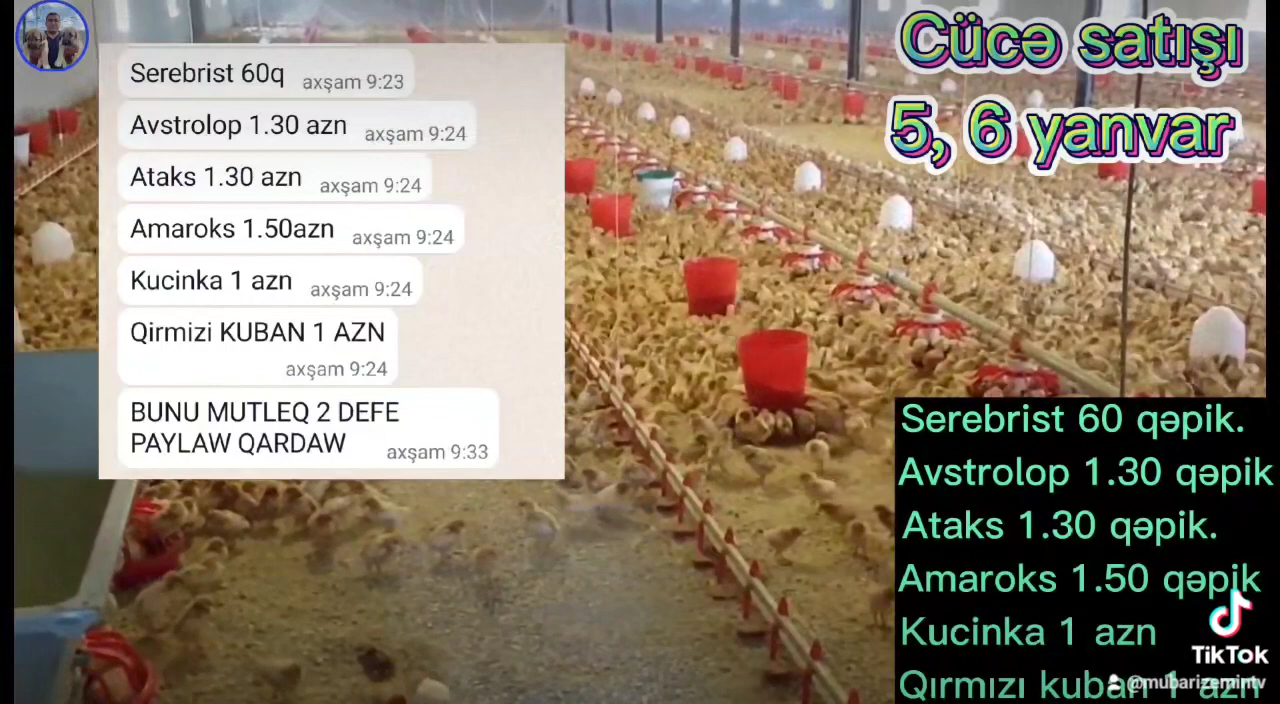 Cücə satışı
5, 6 yanvar
Serebrist 60q axşam 9:23
Avstrolop 1.30 azn axşam 9:24
Ataks 1.30 azn axşam 9:24
Amaroks 1.50azn axşam 9:24
Kucinka 1 azn axşam 9:24
Qirmizi KUBAN 1 AZN
axşam 9:24
BUNU MUTLEQ 2 DEFE
PAYLAW QARDAW axşam 9:33
Serebrist 60 qəpik.
Avstrolop 1.30 qəpik
Ataks 1.30 qəpik.
Amaroks 1.50 qəpik
Kucinka 1 azn
Qırmızı kuban 1 azn
TikTok
@mubarizemintv